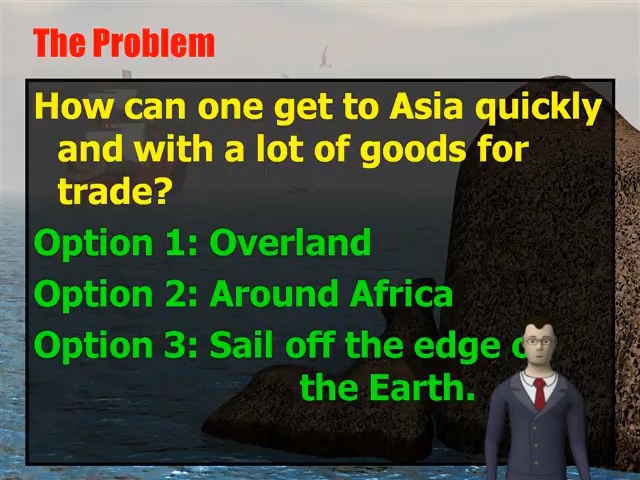 The Problem
How can one get to Asia quickly
and with a lot of goods for
trade?
Option 1: Overland
Option 2: Around Africa
Option 3: Sail off the edge
the Earth.